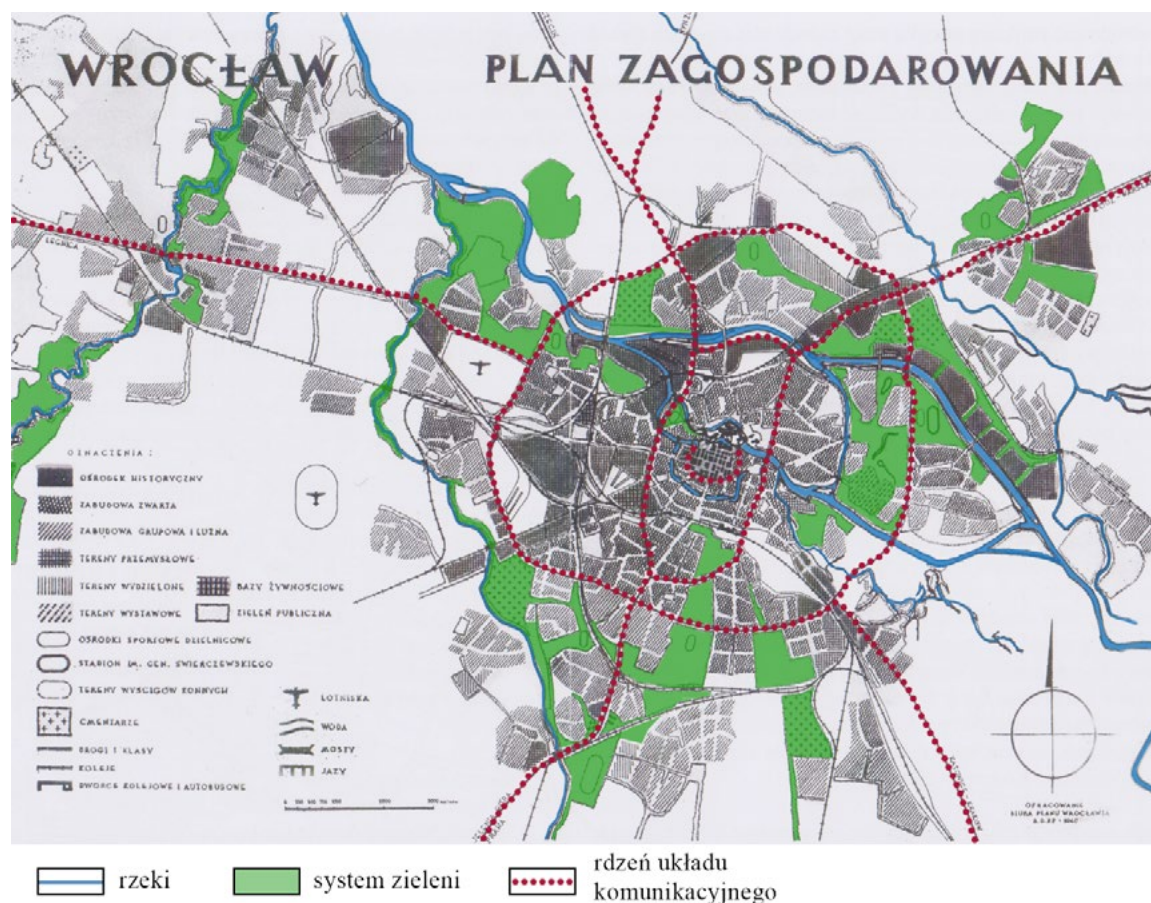 WROCŁAW
PLAN ZAGOSPODAROWANIA
LEGNICA
OZNACZENIA:
OŚRODEK HISTORYCZNY
ZABUDOWA ZWARTA
ZABUDOWA GRUPOWA I LUŹNA
TERENY PRZEMYSŁOWE
TERENY WYDZIELONE
BAZY ŻYWNOŚCIOWE
TERENY WYSTAWOWE
ZIELEŃ PUBLICZNA
OŚRODKI SPORTOWE DZIELNICOWE
STADION IM. GEN. ŚWIERCZEWSKIEGO
TERENY WYŚCIGÓW KONNYCH
CMENTARZE
DROGI I KLASY
KOLEJE
DWORCE KOLEJOWE I AUTOBUSOWE
LOTNISKA
WODA
MOSTY
JAZY
OPRACOWANIE
BIURA PLANU WROCŁAWIA
rzeki
system zieleni
rdzeń układu
komunikacyjnego